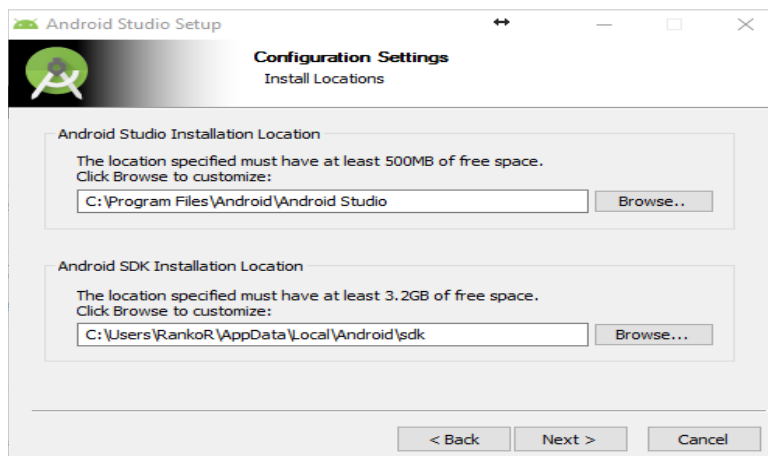 Android Studio Setup
Configuration Settings
Install Locations
Android Studio Installation Location
The location specified must have at least 500MB of free space.
Click Browse to customize:
C:\Program Files\Android\Android Studio
Browse..
Android SDK Installation Location
The location specified must have at least 3.2GB of free space.
Click Browse to customize:
C:\Users\RankoR\AppData\Local\Android\sdk
Browse...
< Back
Next >
Cancel